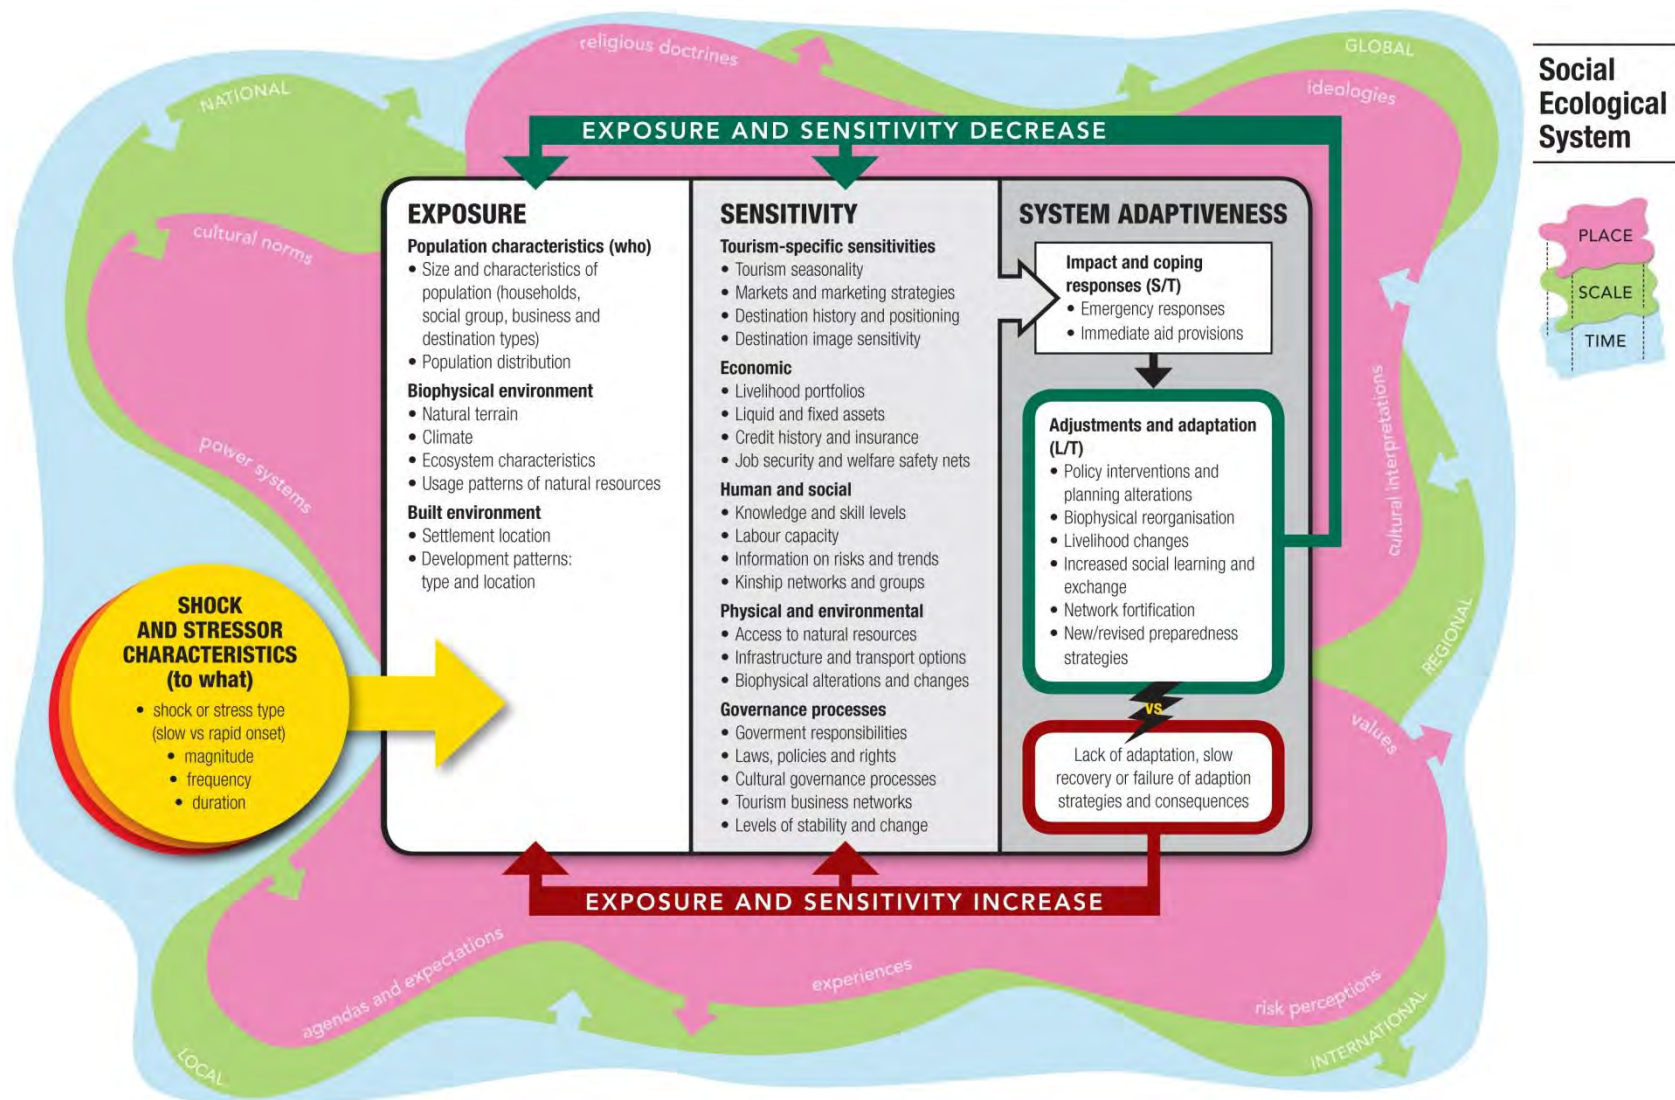 religious doctrines
GLOBAL
ideologies
NATIONAL
cultural norms
power systems
Social
Ecological
System
PLACE
SCALE
TIME
EXPOSURE AND SENSITIVITY DECREASE
EXPOSURE
Population characteristics (who)
• Size and characteristics of
population (households,
social group, business and
destination types)
• Population distribution
Biophysical environment
• Natural terrain
• Climate
• Ecosystem characteristics
• Usage patterns of natural resources
Built environment
• Settlement location
• Development patterns:
type and location
SENSITIVITY
Tourism-specific sensitivities
• Tourism seasonality
• Markets and marketing strategies
• Destination history and positioning
• Destination image sensitivity
Economic
• Livelihood portfolios
• Liquid and fixed assets
• Credit history and insurance
• Job security and welfare safety nets
Human and social
• Knowledge and skill levels
• Labour capacity
• Information on risks and trends
• Kinship networks and groups
Physical and environmental
• Access to natural resources
• Infrastructure and transport options
• Biophysical alterations and changes
Governance processes
• Goverment responsibilities
• Laws, policies and rights
• Cultural governance processes
• Tourism business networks
• Levels of stability and change
SYSTEM ADAPTIVENESS
Impact and coping
responses (S/T)
• Emergency responses
• Immediate aid provisions
Adjustments and adaptation
(L/T)
• Policy interventions and
planning alterations
• Biophysical reorganisation
• Livelihood changes
• Increased social learning and
exchange
• Network fortification
• New/revised preparedness
strategies
vs
Lack of adaptation, slow
recovery or failure of adaption
strategies and consequences
SHOCK
AND STRESSOR
CHARACTERISTICS
(to what)
• shock or stress type
(slow vs rapid onset)
• magnitude
• frequency
• duration
EXPOSURE AND SENSITIVITY INCREASE
cultural interpretations
REGIONAL
values
agendas and expectations
experiences
risk perceptions
LOCAL
INTERNATIONAL